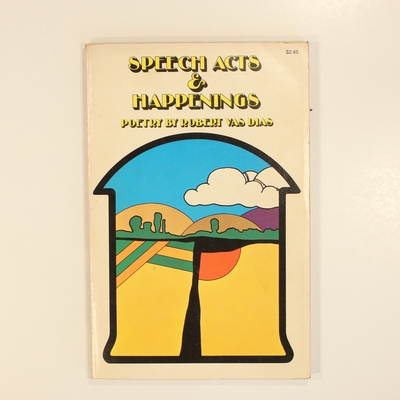 $2.45
SPEECH ACTS
&
HAPPENINGS
POETRY BY ROBERT VAS DIAS